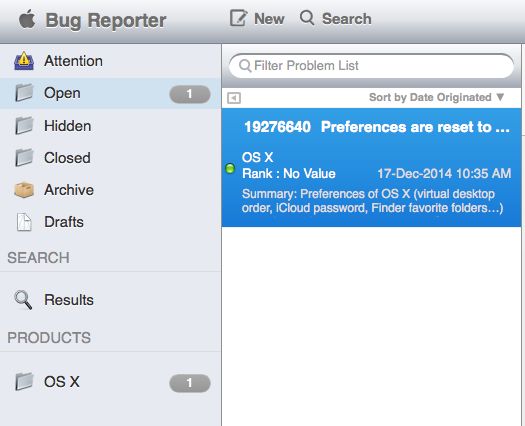 Bug Reporter
New
Search
Attention
Open 1
Hidden
Closed
Archive
Drafts
SEARCH
Results
PRODUCTS
OS X 1
Filter Problem List
Sort by Date Originated ▼
19276640 Preferences are reset to ...
OS X
Rank : No Value 17-Dec-2014 10:35 AM
Summary: Preferences of OS X (virtual desktop
order, iCloud password, Finder favorite folders...)